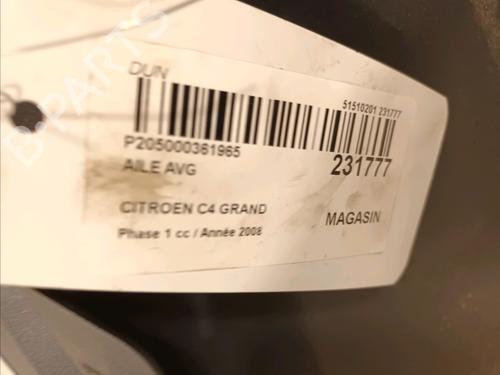 DUN
51510201 231777
P205000361965
231777
AILE AVG
CITROEN C4 GRAND
MAGASIN
Phase 1 cc / Année 2008
B-PARTS